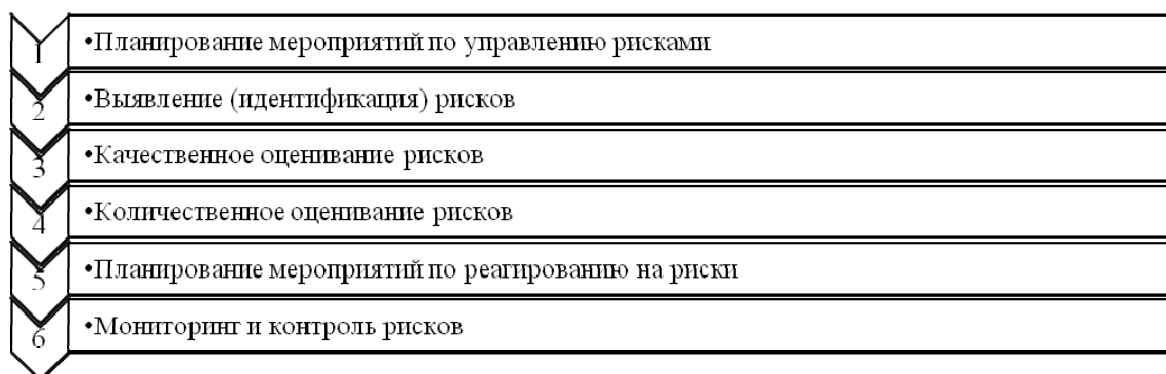 1 •Планирование мероприятий по управлению рисками
2 •Выявление (идентификация) рисков
3 •Качественное оценивание рисков
4 •Количественное оценивание рисков
5 •Планирование мероприятий по реагированию на риски
6 •Мониторинг и контроль рисков